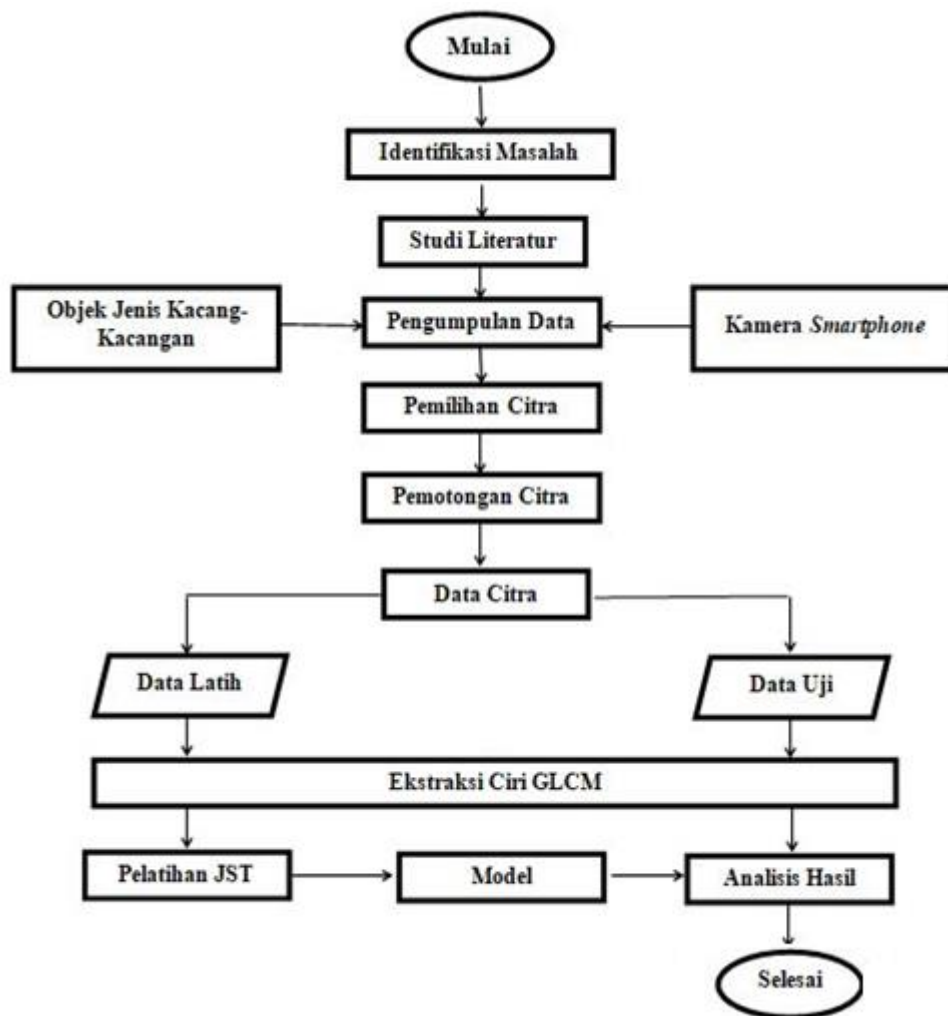 Mulai
Identifikasi Masalah
Studi Literatur
Objek Jenis Kacang-
Kacangan
Pengumpulan Data
Kamera Smartphone
Pemilihan Citra
Pemotongan Citra
Data Citra
Data Latih
Data Uji
Ekstraksi Ciri GLCM
Pelatihan JST
Model
Analisis Hasil
Selesai